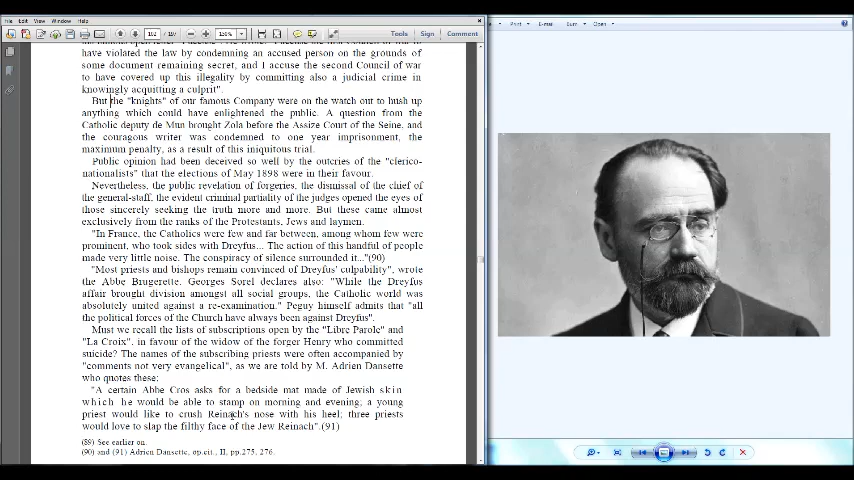 File Edit View Window Help
Print E-mail Burn Open
192 / 197 136% Tools Sign Comment
have violated the law by condemning an accused person on the grounds of
some document remaining secret, and I accuse the second Council of war
to have covered up this illegality by committing also a judicial crime in
knowingly acquitting a culprit".
But the "knights" of our famous Company were on the watch out to hush up
anything which could have enlightened the public. A question from the
Catholic deputy de Mun brought Zola before the Assize Court of the Seine, and
the courageous writer was condemned to one year imprisonment, the
maximum penalty, as a result of this iniquitous trial.
Public opinion had been deceived so well by the outcries of the "clerico-
nationalists" that the elections of May 1898 were in their favour.
Nevertheless, the public revelation of forgeries, the dismissal of the chief of
the general-staff, the evident criminal partiality of the judges opened the eyes of
those sincerely seeking the truth more and more. But these came almost
exclusively from the ranks of the Protestants, Jews and laymen.
"In France, the Catholics were few and far between, among whom few were
prominent, who took sides with Dreyfus... The action of this handful of people
made very little noise. The conspiracy of silence surrounded it..."(90)
"Most priests and bishops remain convinced of Dreyfus' culpability", wrote
the Abbe Brugerette. Georges Sorel declares also: "While the Dreyfus
affair brought division amongst all social groups, the Catholic world was
absolutely united against a re-examination." Peguy himself admits that "all
the political forces of the Church have always been against Dreyfus".
Must we recall the lists of subscriptions open by the "Libre Parole" and
"La Croix", in favour of the widow of the forger Henry who committed
suicide? The names of the subscribing priests were often accompanied by
"comments not very evangelical", as we are told by M. Adrien Dansette
who quotes these;
"A certain Abbe Cros asks for a bedside mat made of Jewish skin
which he would be able to stamp on morning and evening; a young
priest would like to crush Reinach's nose with his heel; three priests
would love to slap the filthy face of the Jew Reinach".(91)
(89) See earlier on.
(90) and (91) Adrien Dansette, op.cit., II, pp.275, 276.